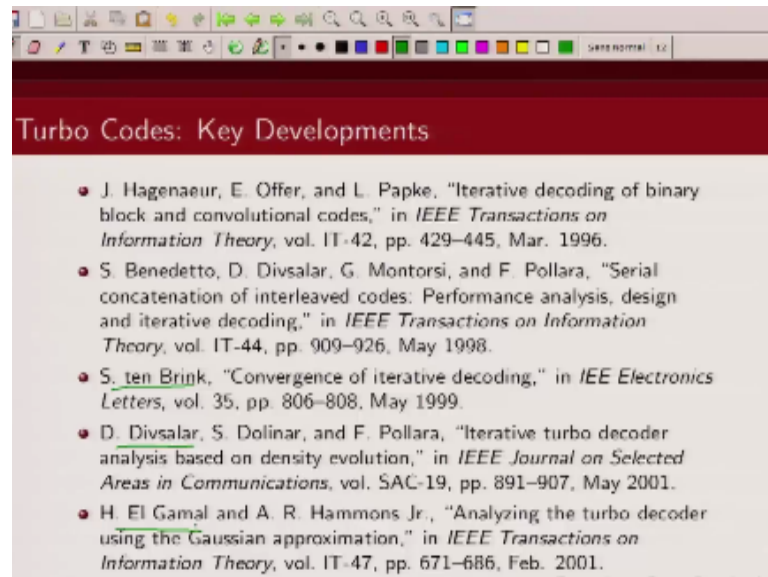 Sans Normal 12
Turbo Codes: Key Developments
J. Hagenaeur, E. Offer, and L. Papke, “Iterative decoding of binary
block and convolutional codes,” in IEEE Transactions on
Information Theory, vol. IT-42, pp. 429–445, Mar. 1996.
S. Benedetto, D. Divsalar, G. Montorsi, and F. Pollara, “Serial
concatenation of interleaved codes: Performance analysis, design
and iterative decoding,” in IEEE Transactions on Information
Theory, vol. IT-44, pp. 909–926, May 1998.
S. ten Brink, “Convergence of iterative decoding,” in IEE Electronics
Letters, vol. 35, pp. 806–808, May 1999.
D. Divsalar, S. Dolinar, and F. Pollara, “Iterative turbo decoder
analysis based on density evolution,” in IEEE Journal on Selected
Areas in Communications, vol. SAC-19, pp. 891–907, May 2001.
H. El Gamal and A. R. Hammons Jr., “Analyzing the turbo decoder
using the Gaussian approximation,” in IEEE Transactions on
Information Theory, vol. IT-47, pp. 671–686, Feb. 2001.